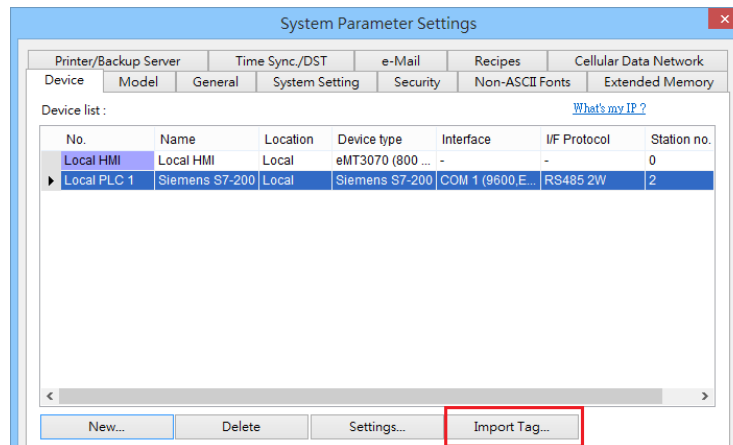 System Parameter Settings
Printer/Backup Server Time Sync./DST e-Mail Recipes Cellular Data Network
Device Model General System Setting Security Non-ASCII Fonts Extended Memory
Device list : What's my IP ?
No. Name Location Device type Interface I/F Protocol Station no.
Local HMI Local HMI Local eMT3070 (800 ... - - 0
Local PLC 1 Siemens S7-200 Local Siemens S7-200 COM 1 (9600,E... RS485 2W 2
New... Delete Settings... Import Tag...